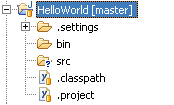 HelloWorld [master]
.settings
bin
src
.classpath
.project